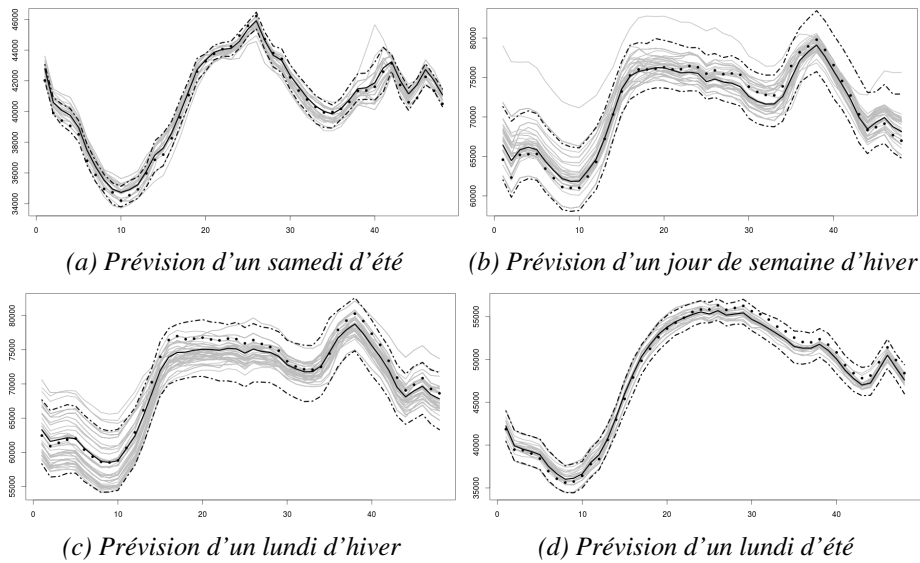 46000
44000
42000
40000
38000
36000
34000
0 10 20 30 40
(a) Prévision d'un samedi d'été
80000
75000
70000
65000
60000
0 10 20 30 40
(b) Prévision d'un jour de semaine d'hiver
80000
75000
70000
65000
60000
55000
0 10 20 30 40
(c) Prévision d'un lundi d'hiver
55000
50000
45000
40000
35000
0 10 20 30 40
(d) Prévision d'un lundi d'été